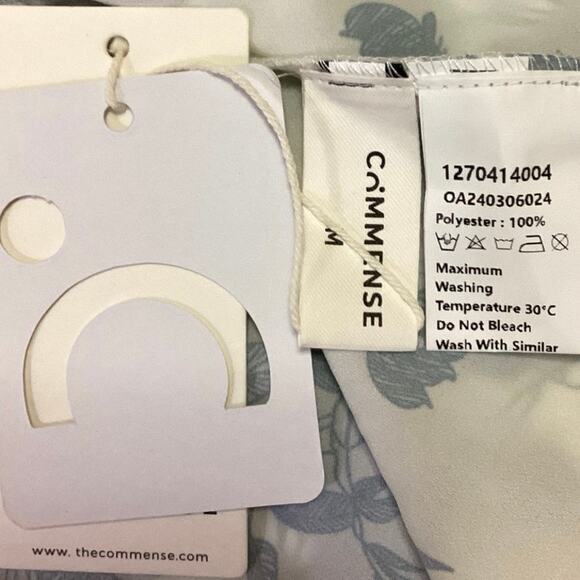 COMMENSE
M
1270414004
OA240306024
Polyester : 100%
Maximum
Washing
Temperature 30°C
Do Not Bleach
Wash With Similar
www. thecommense.com